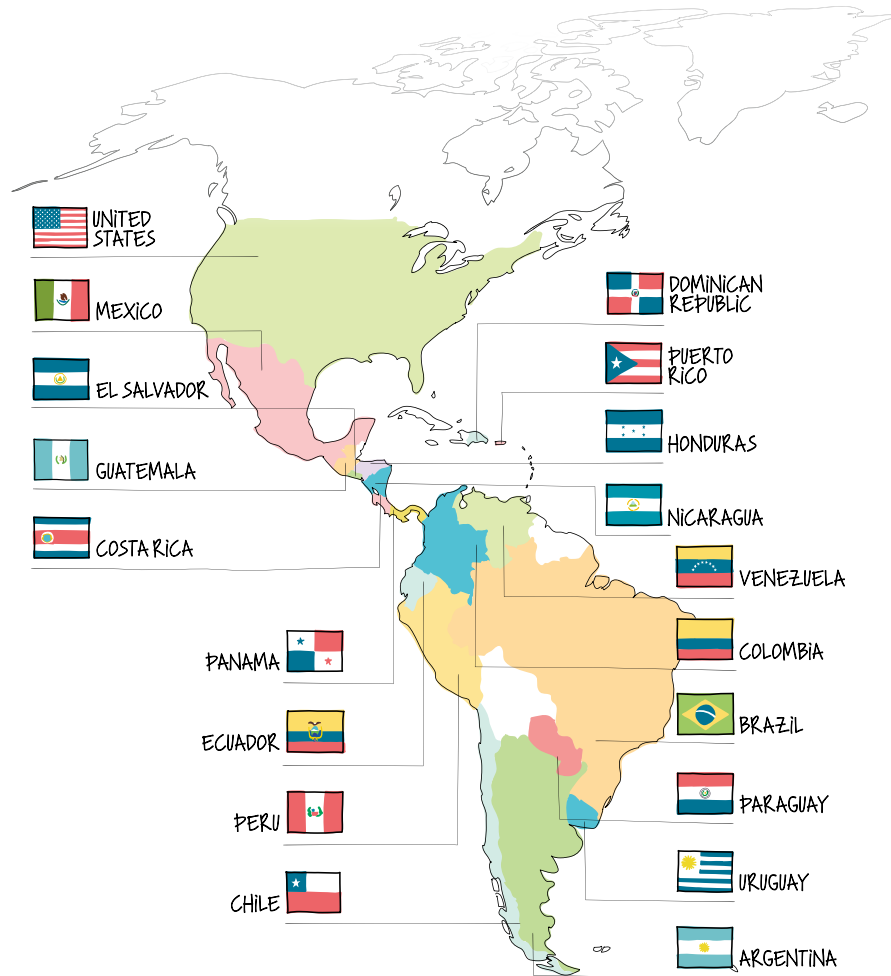 UNITED
STATES
MEXICO
EL SALVADOR
GUATEMALA
COSTA RICA
PANAMA
ECUADOR
PERU
CHILE
DOMINICAN
REPUBLIC
PUERTO
RICO
HONDURAS
NICARAGUA
VENEZUELA
COLOMBIA
BRAZIL
PARAGUAY
URUGUAY
ARGENTINA